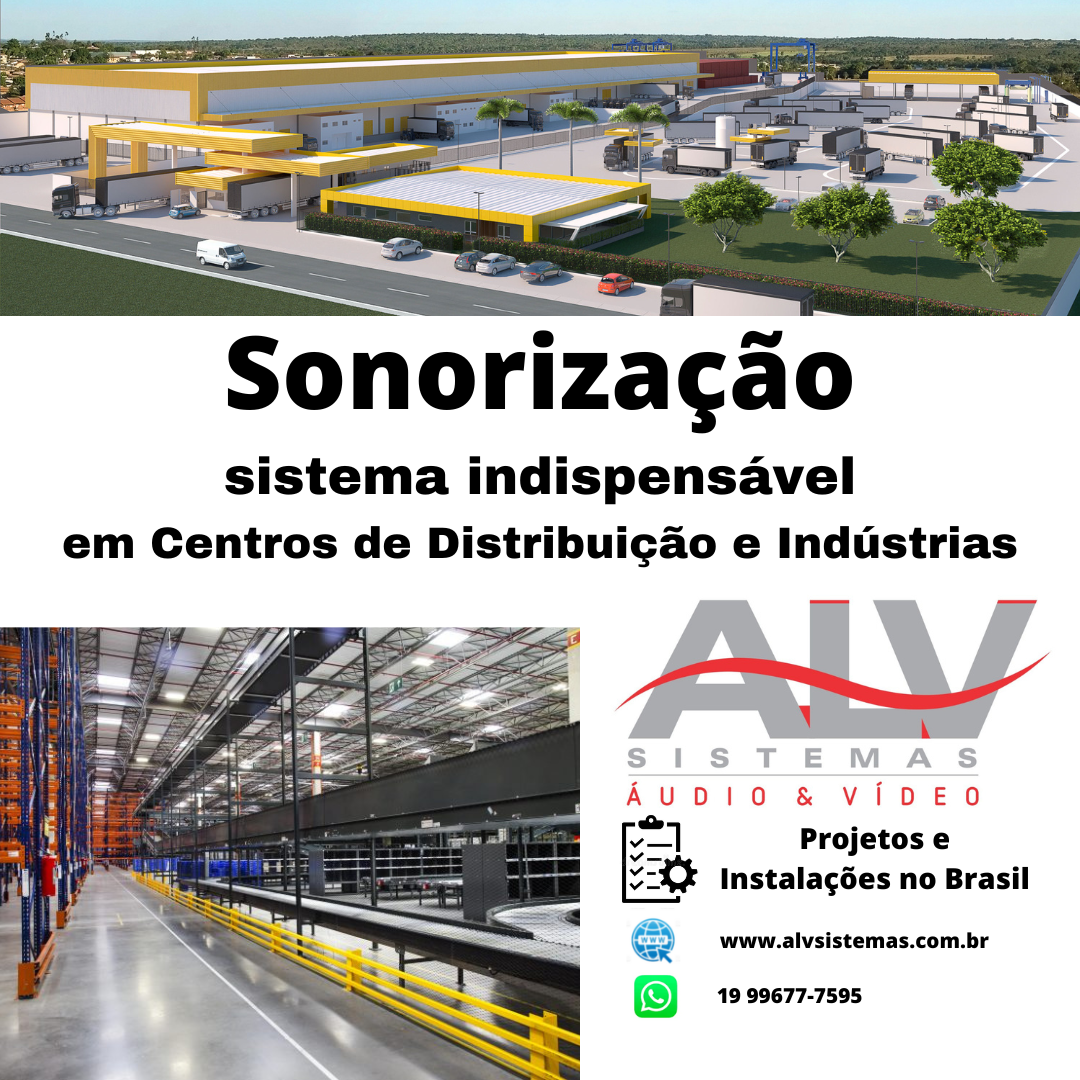 Sonorização
sistema indispensável
em Centros de Distribuição e Indústrias
ALV
SISTEMAS
ÁUDIO & VÍDEO
Projetos e
Instalações no Brasil
WWW
www.alvsistemas.com.br
19 99677-7595